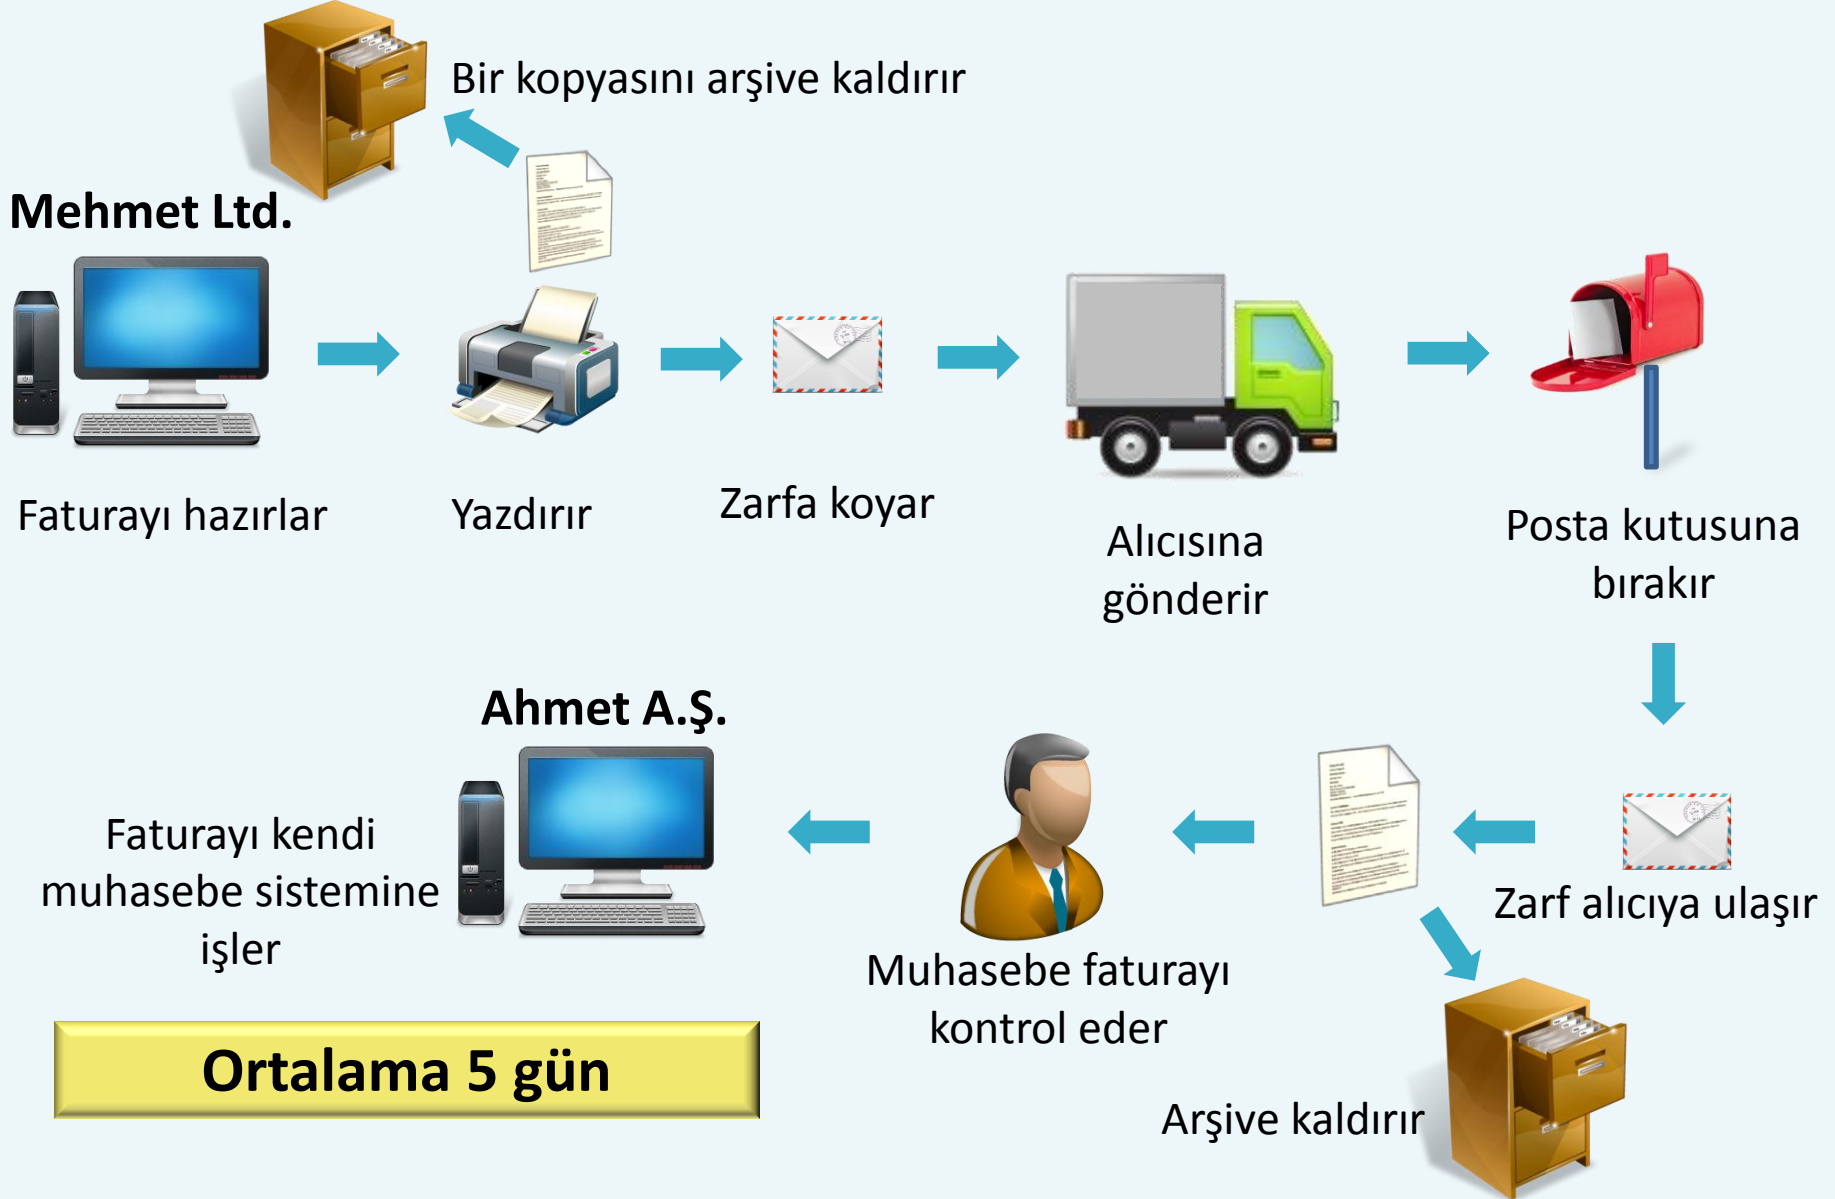 Bir kopyasını arşive kaldırır
Mehmet Ltd.
Faturayı hazırlar
Yazdırır
Zarfa koyar
Alıcısına
gönderir
Posta kutusuna
bırakır
Zarf alıcıya ulaşır
Arşive kaldırır
Muhasebe faturayı
kontrol eder
Ahmet A.Ş.
Faturayı kendi
muhasebe sistemine
işler
Ortalama 5 gün